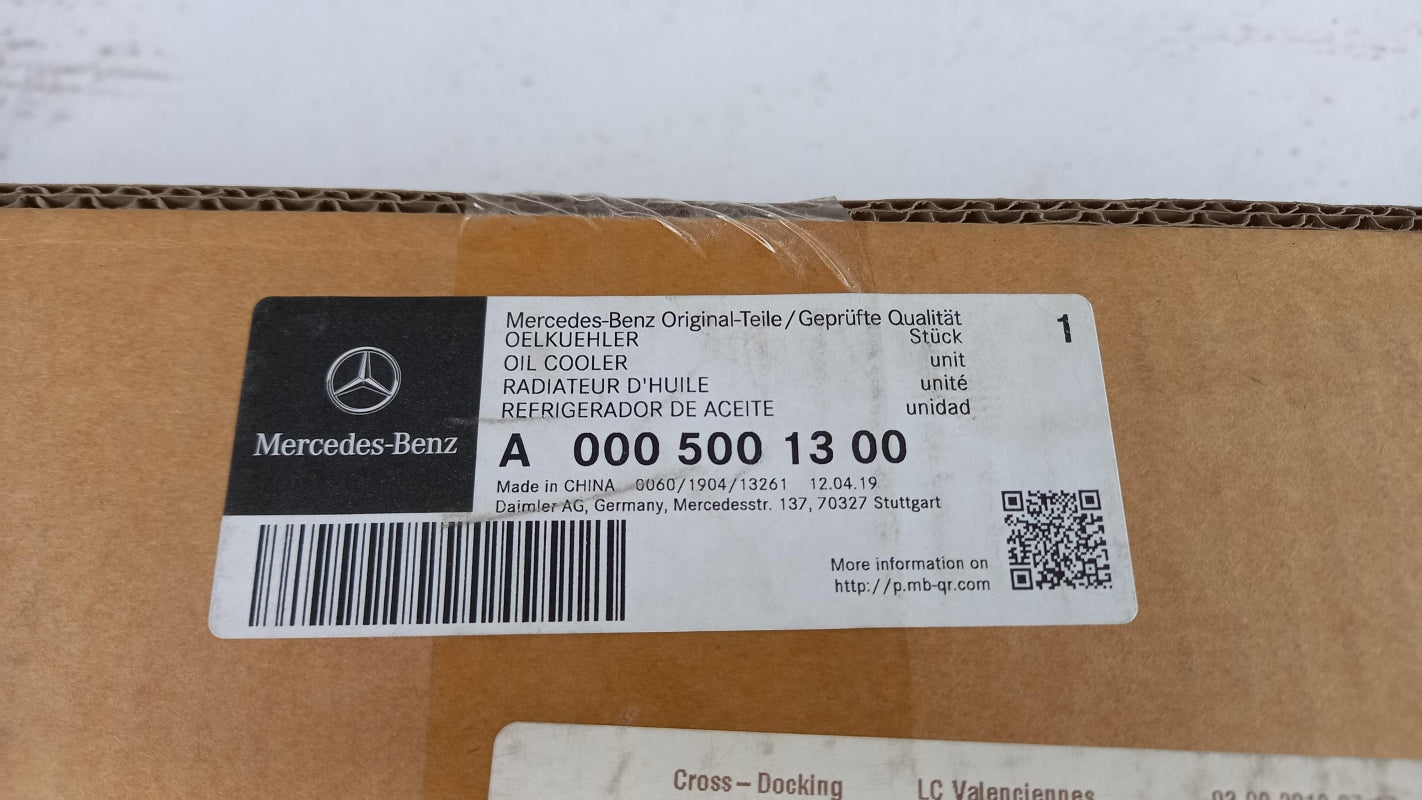 Mercedes-Benz
Mercedes-Benz Original-Teile/Geprüfte Qualität 1
OELKUEHLER Stück
OIL COOLER unit
RADIATEUR D'HUILE unité
REFRIGERADOR DE ACEITE unidad
A 000 500 13 00
Made in CHINA 0060/1904/13261 12.04.19
Daimler AG, Germany, Mercedesstr. 137, 70327 Stuttgart
More information on
http://p.mb-qr.com
Cross-Docking LC Valenciennes